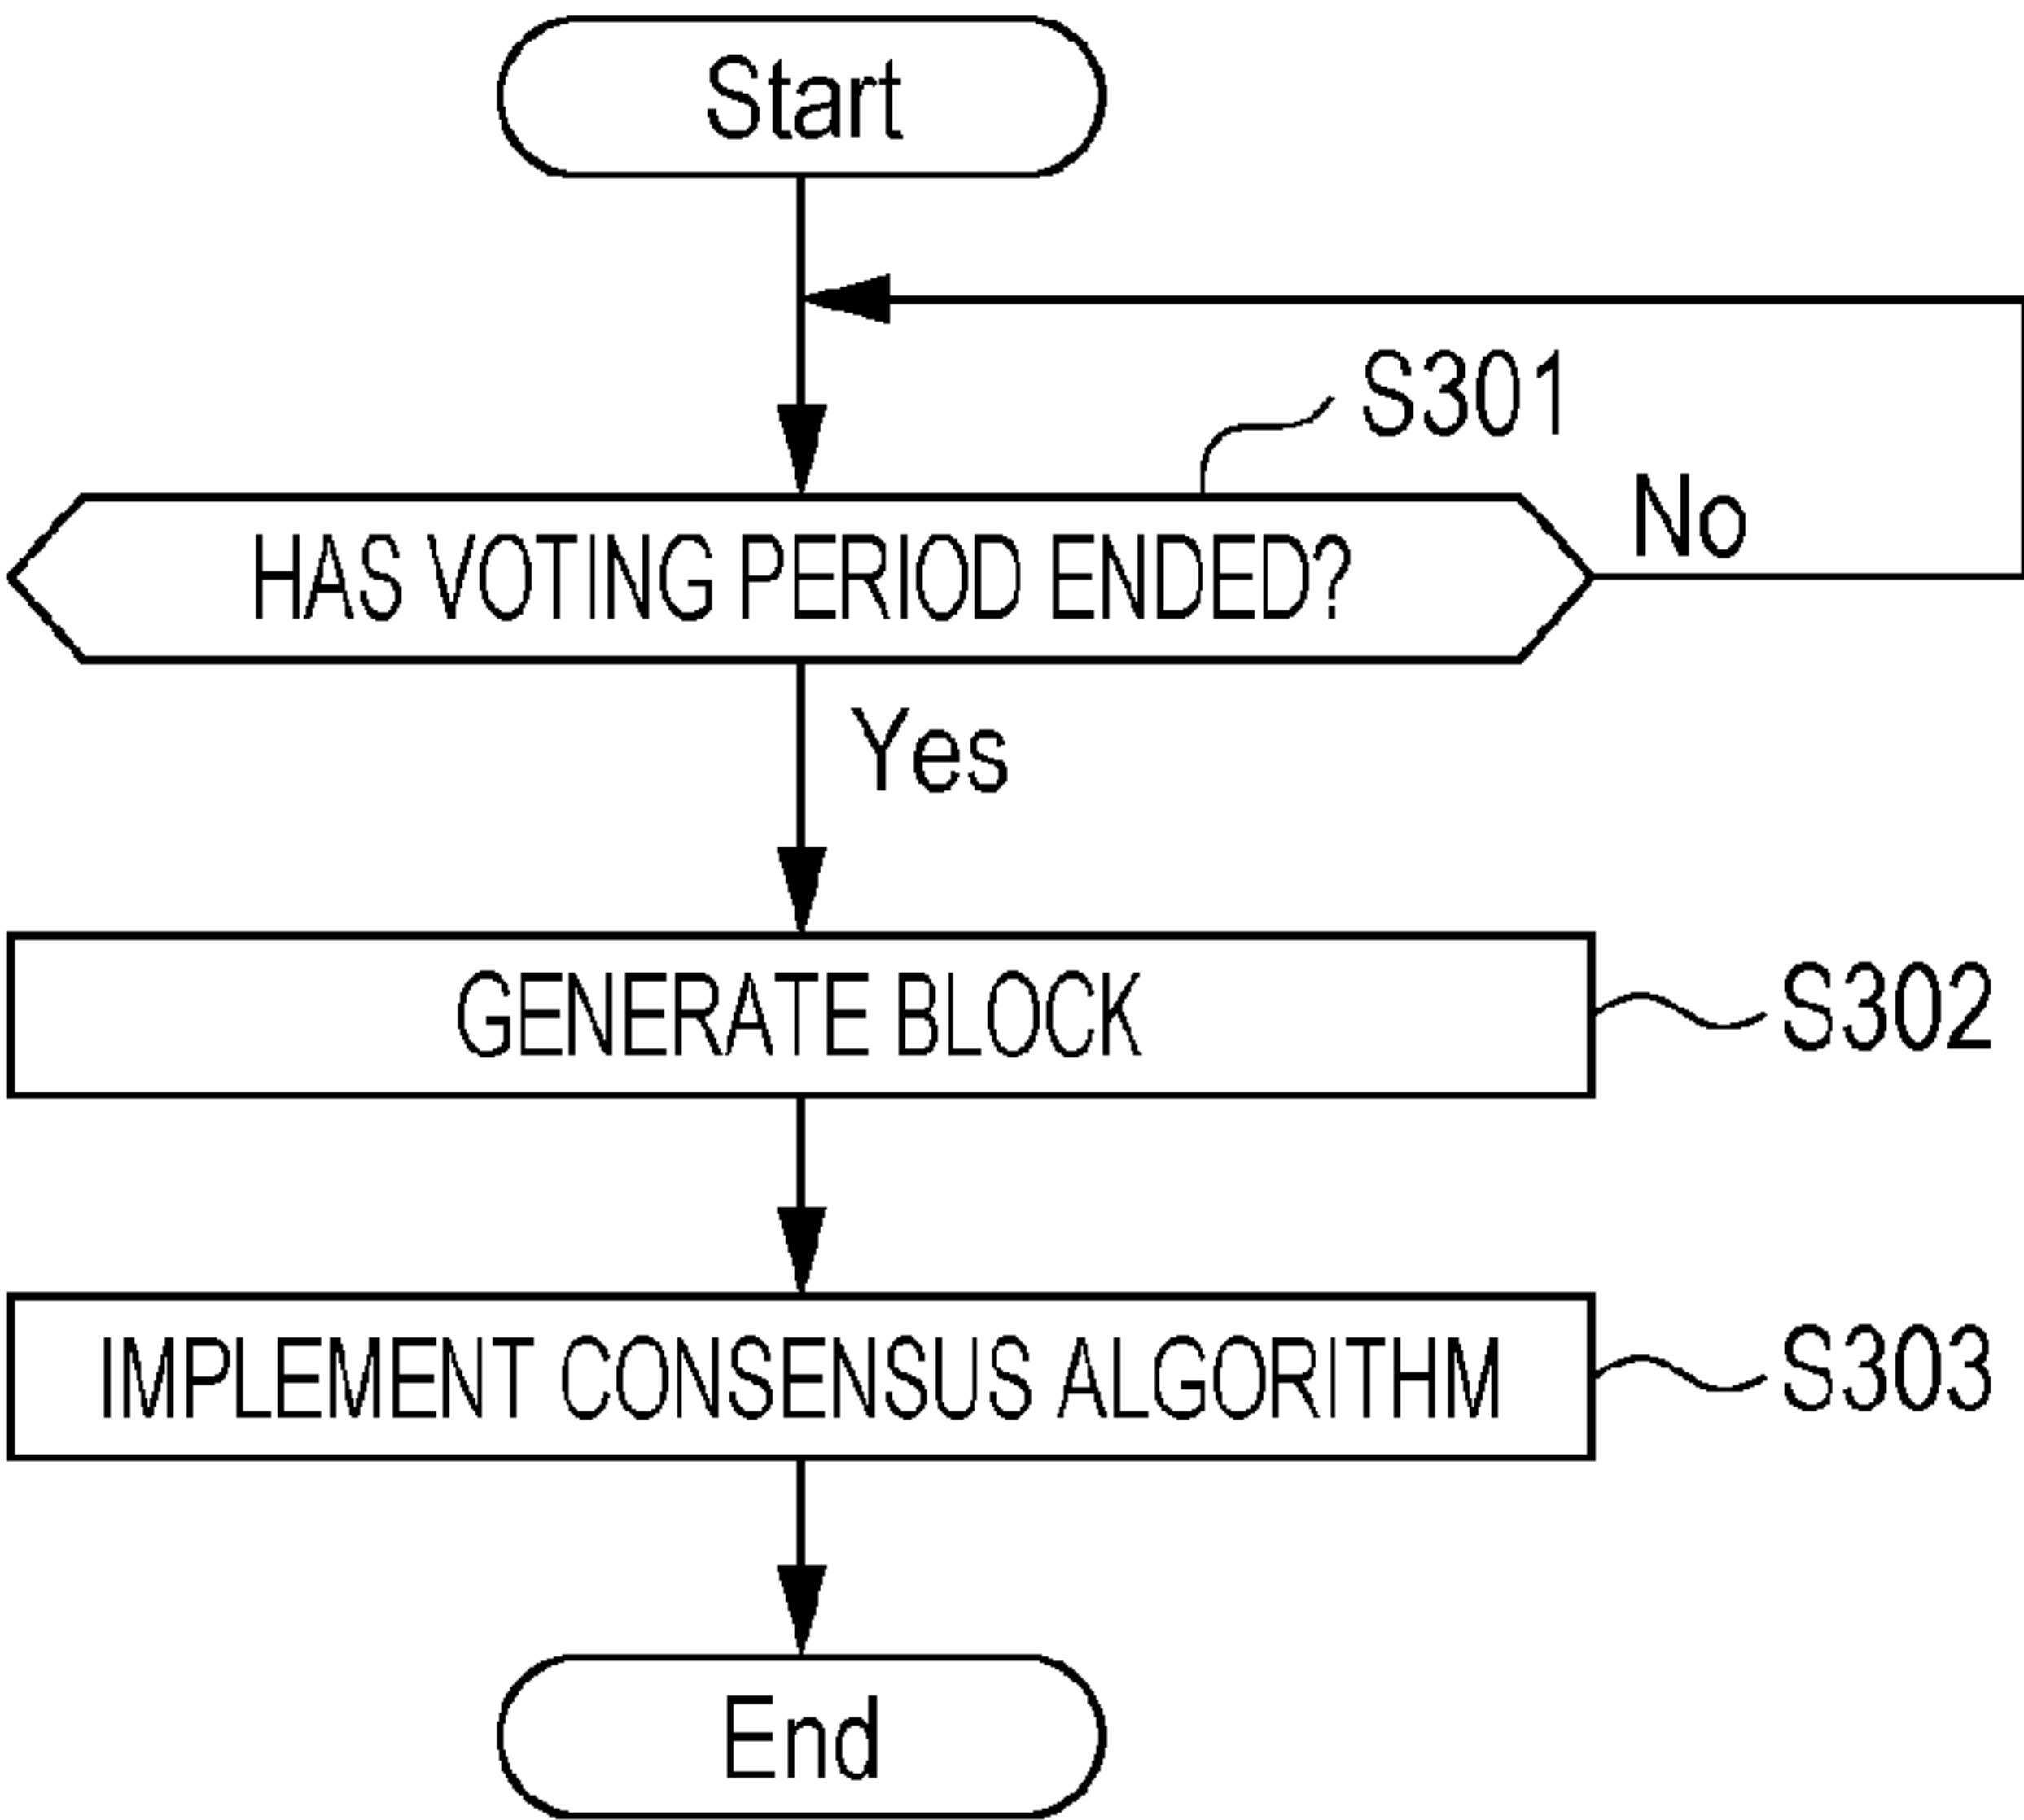 Start
S301
HAS VOTING PERIOD ENDED?
No
Yes
GENERATE BLOCK
S302
IMPLEMENT CONSENSUS ALGORITHM
S303
End